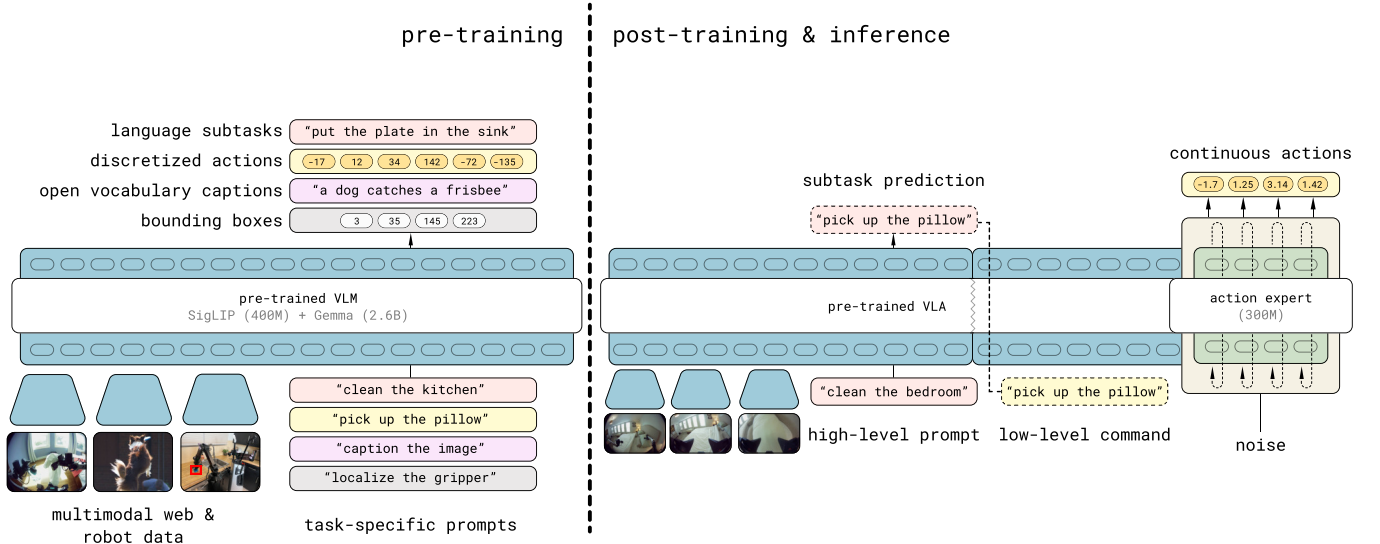 pre-training
post-training & inference
language subtasks
“put the plate in the sink”
discretized actions
-17 12 34 142 -72 -135
open vocabulary captions
“a dog catches a frisbee”
bounding boxes
3 35 145 223
pre-trained VLM
SigLIP (400M) + Gemma (2.6B)
“clean the kitchen”
“pick up the pillow”
“caption the image”
“localize the gripper”
multimodal web &
robot data
task-specific prompts
subtask prediction
“pick up the pillow”
pre-trained VLA
“clean the bedroom”
high-level prompt
“pick up the pillow”
low-level command
continuous actions
-1.7 1.25 3.14 1.42
action expert
(300M)
noise